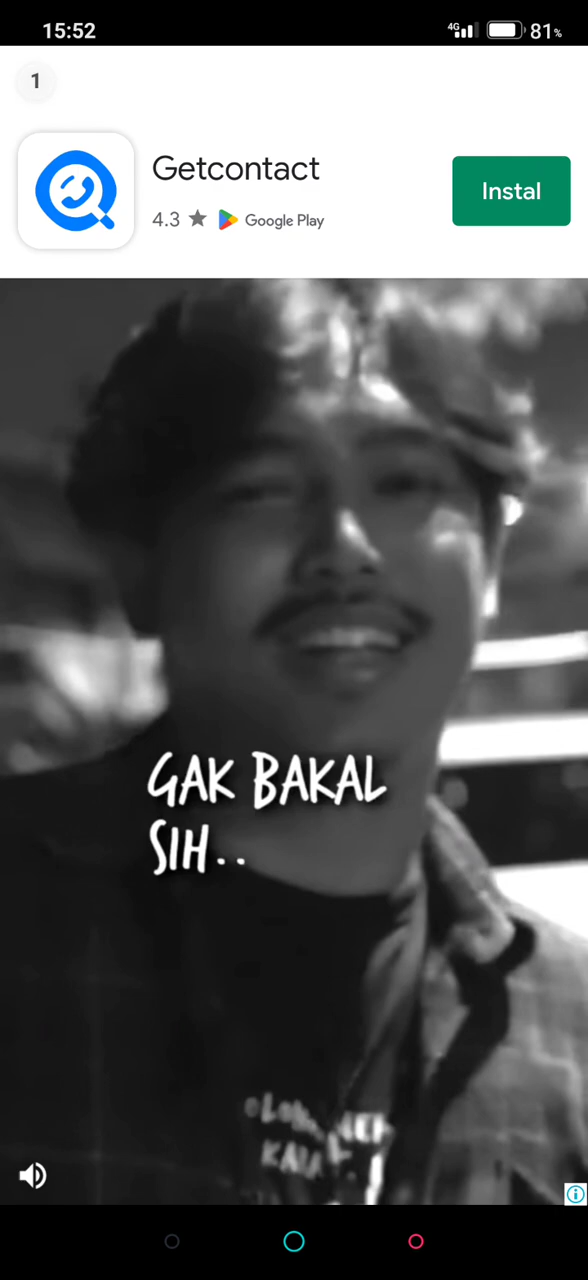 15:52
4G
81%
1
Getcontact
4.3 ★ Google Play
Instal
GAK BAKAL
SIH..